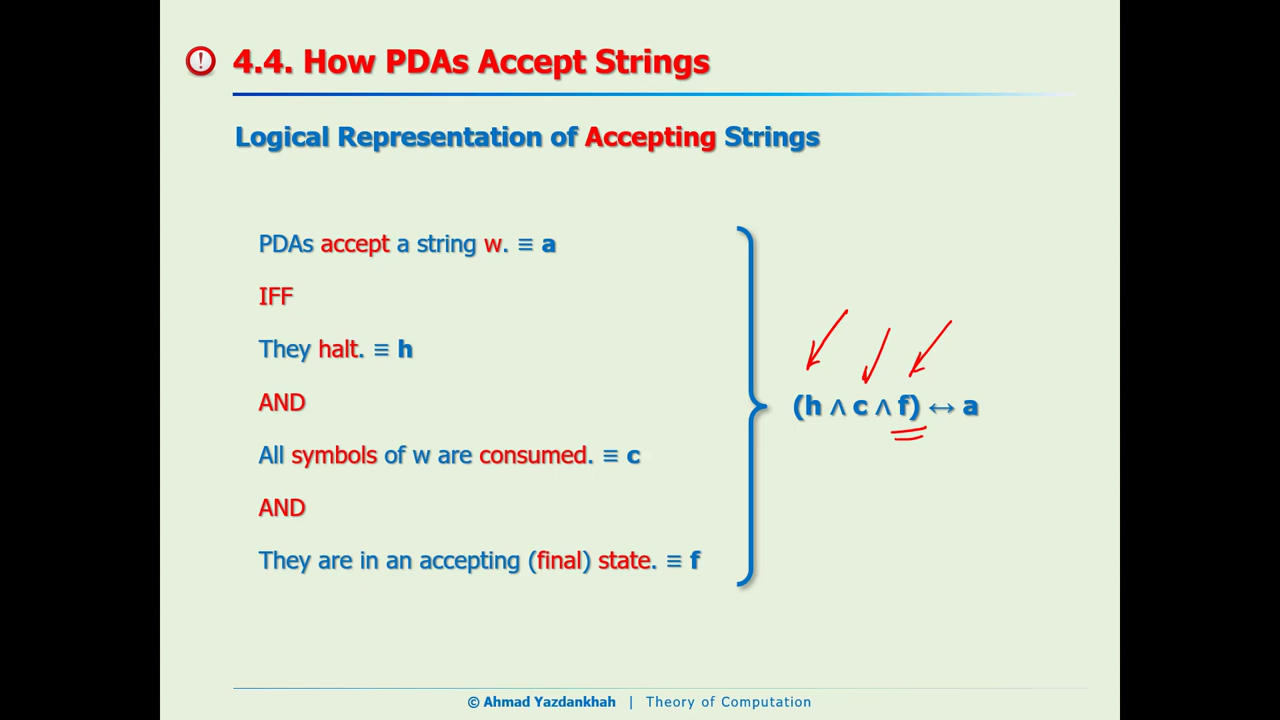 4.4. How PDAs Accept Strings
Logical Representation of Accepting Strings
PDAs accept a string w. ≡ a
IFF
They halt. ≡ h
AND
(h ∧ c ∧ f) ↔ a
All symbols of w are consumed. ≡ c
AND
They are in an accepting (final) state. ≡ f
© Ahmad Yazdankhah | Theory of Computation